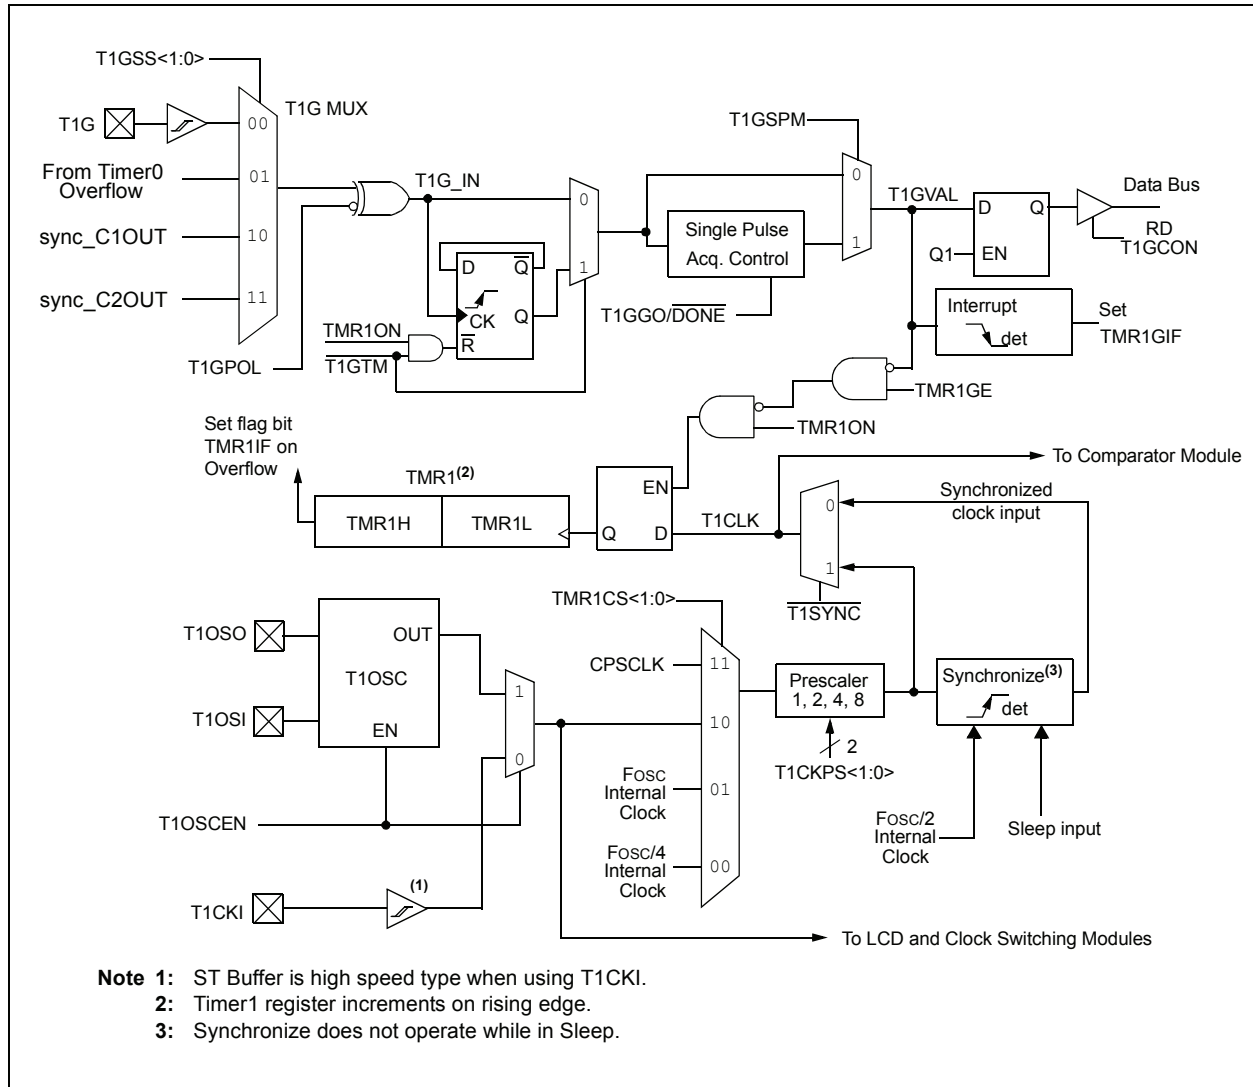 T1GSS<1:0>
T1G
00
T1G MUX
From Timer0
Overflow
01
sync_C1OUT
10
sync_C2OUT
11
T1GPOL
T1G_IN
0
1
D
Q
CK
Q
R
TMR1ON
T1GTM
T1GSPM
Single Pulse
Acq. Control
T1GGO/DONE
0
1
T1GVAL
D
Q
Q1
EN
Data Bus
RD
T1GCON
Interrupt
det
Set
TMR1GIF
TMR1GE
TMR1ON
Set flag bit
TMR1IF on
Overflow
TMR1(2)
TMR1H
TMR1L
EN
Q
D
T1CLK
To Comparator Module
0
1
Synchronized
clock input
T1SYNC
T1OSO
T1OSI
OUT
T1OSC
EN
1
0
T1OSCEN
T1CKI
(1)
TMR1CS<1:0>
CPSCLK
11
10
FOSC
Internal
Clock
01
FOSC/4
Internal
Clock
00
Prescaler
1, 2, 4, 8
2
T1CKPS<1:0>
Synchronize(3)
det
FOSC/2
Internal
Clock
Sleep input
To LCD and Clock Switching Modules
Note 1: ST Buffer is high speed type when using T1CKI.
2: Timer1 register increments on rising edge.
3: Synchronize does not operate while in Sleep.